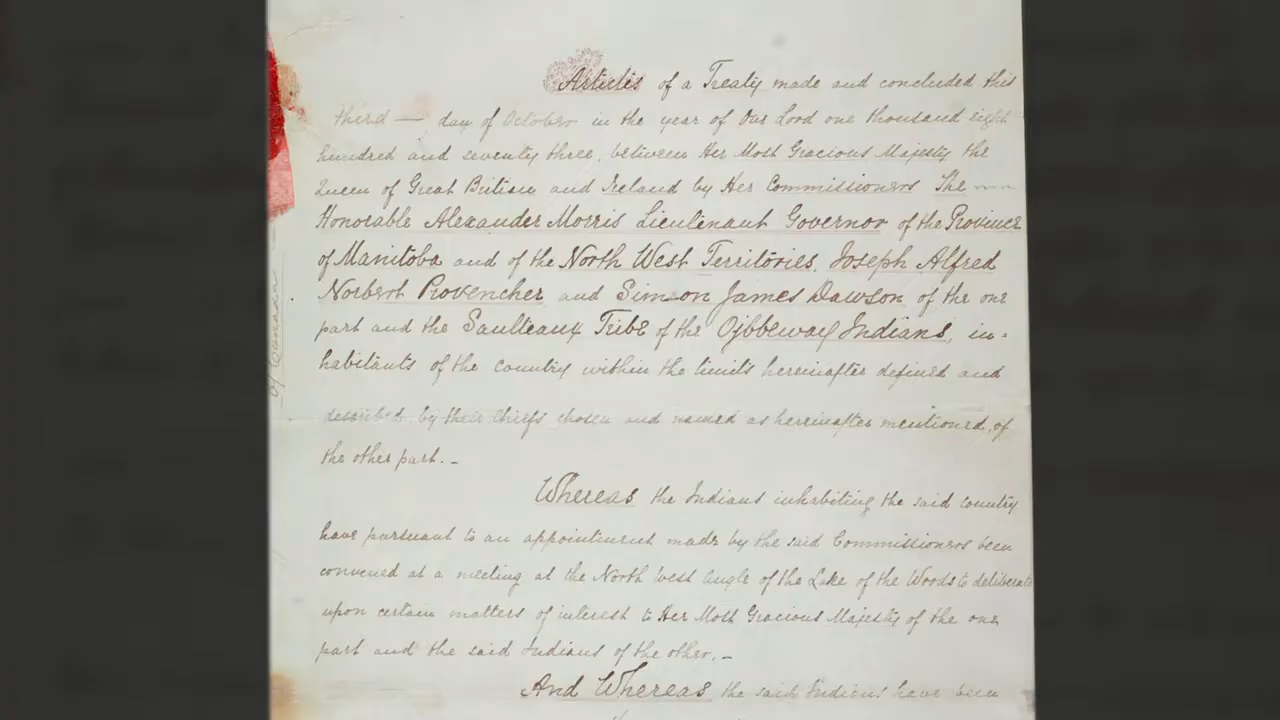 Articles of a Treaty made and concluded this
third — day of October in the year of Our Lord one thousand eight
hundred and seventy three, between Her Most Gracious Majesty the
Queen of Great Britain and Ireland by Her Commissioners The
Honorable Alexander Morris Lieutenant Governor of the Province
of Manitoba and of the North West Territories, Joseph Alfred
Norbert Provencher and Simon James Dawson of the one
part and the Saulteaux Tribe of the Ojibbeway Indians, in-
habitants of the country within the limits hereinafter defined and
described by their Chiefs chosen and named as hereinafter mentioned, of
the other part. –
Whereas the Indians inhabiting the said country
have pursuant to an appointment made by the said Commissioners been
convened at a meeting at the North West Angle of the Lake of the Woods to deliberate
upon certain matters of interest to Her Most Gracious Majesty of the one
part and the said Indians of the other. –
And Whereas the said Indians have been
of Canada